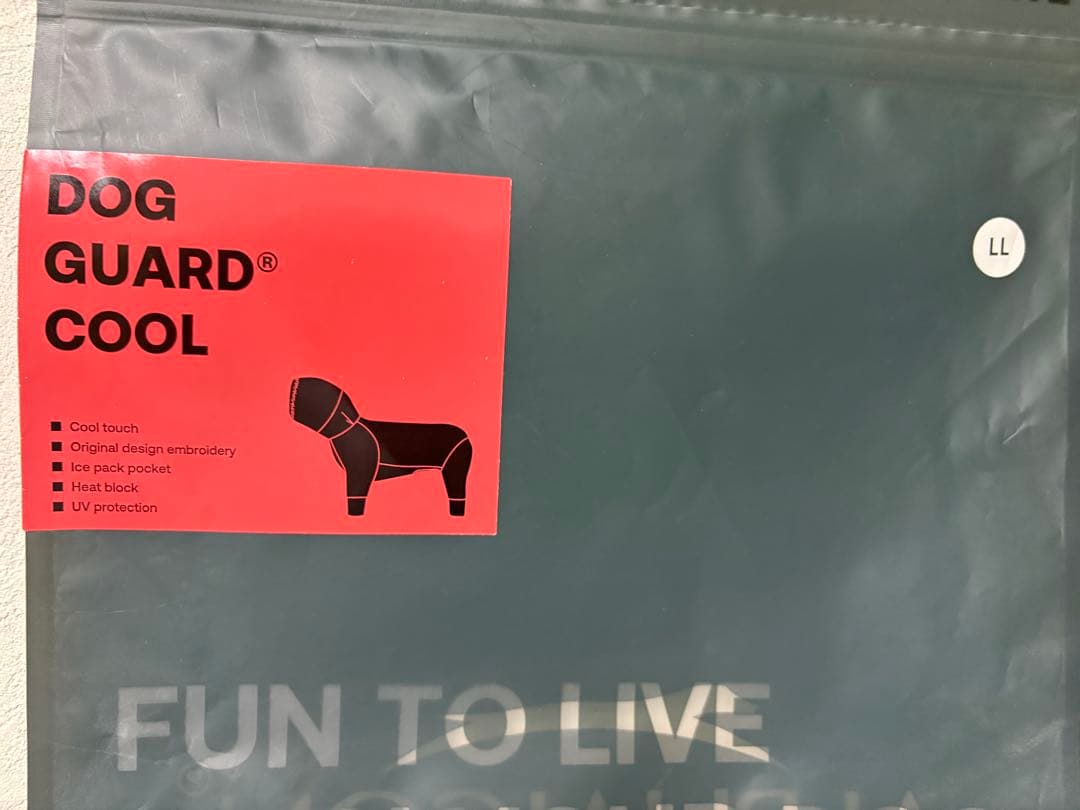 DOG
GUARD®
COOL
■ Cool touch
■ Original design embroidery
■ Ice pack pocket
■ Heat block
■ UV protection
LL
FUN TO LIVE